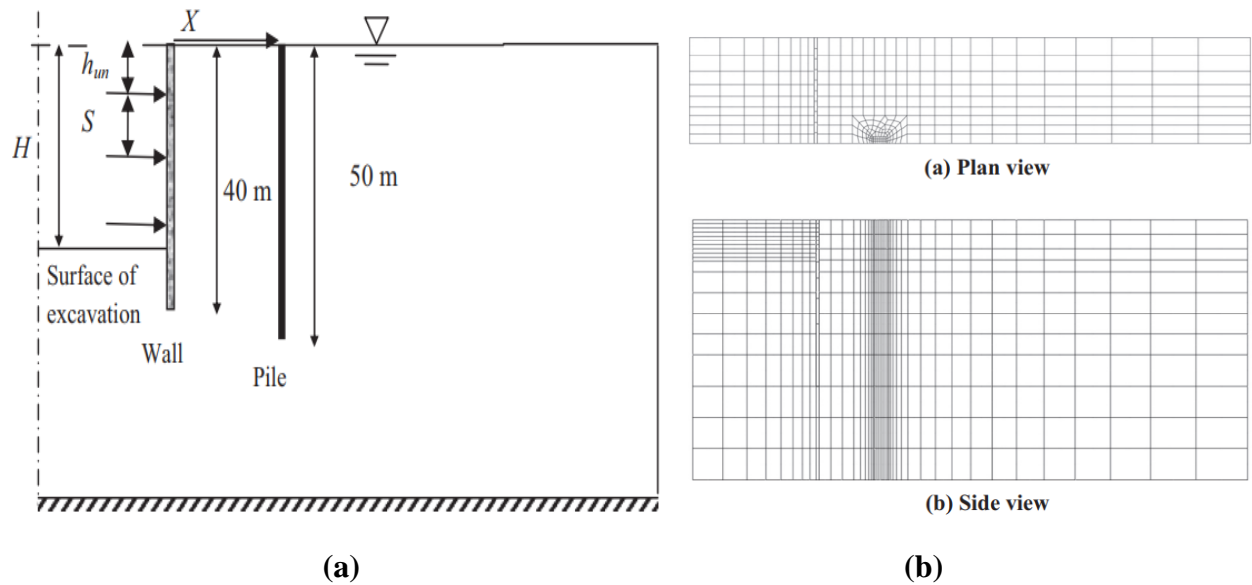 X
h_un
S
H
40 m
50 m
Surface of
excavation
Wall
Pile
(a) Plan view
(b) Side view
(a)
(b)